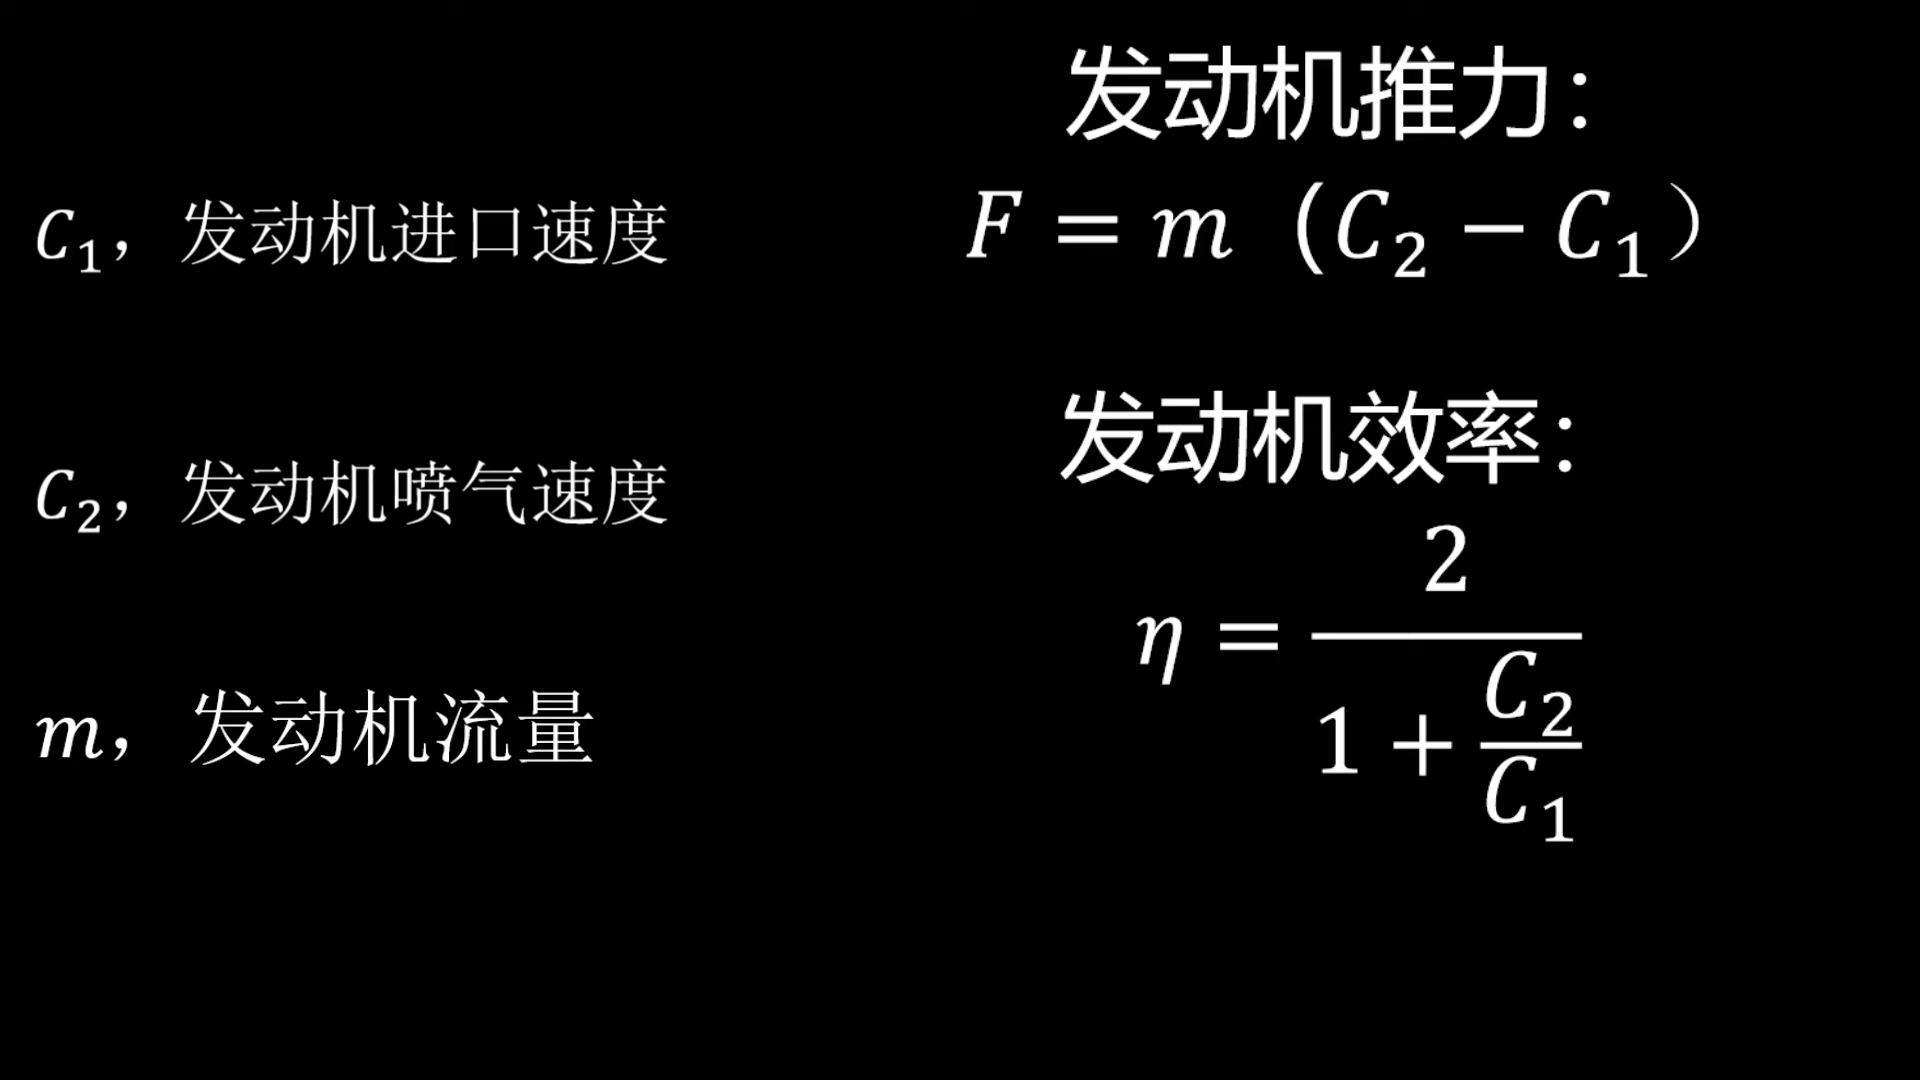 C₁，发动机进口速度
C₂，发动机喷气速度
m，发动机流量
发动机推力：
F = m（C₂ − C₁）
发动机效率：
η = 2 / (1 + C₂/C₁)